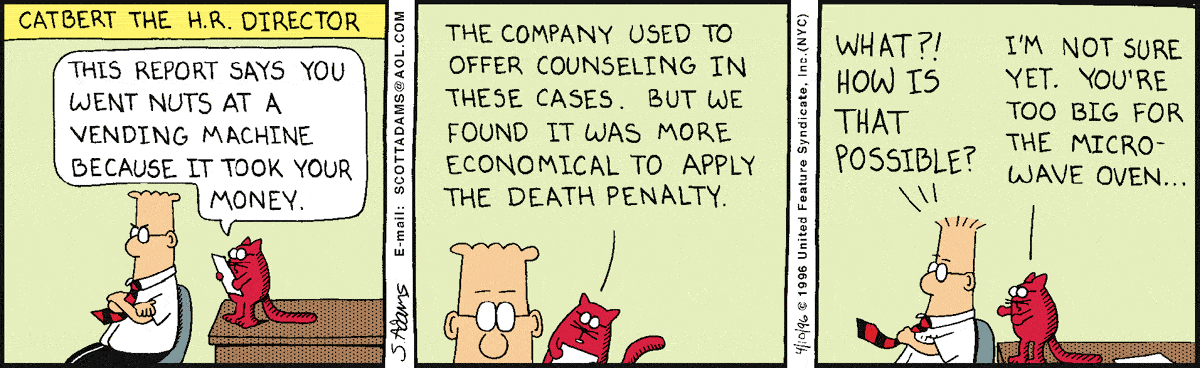 CATBERT THE H.R. DIRECTOR
THIS REPORT SAYS YOU
WENT NUTS AT A
VENDING MACHINE
BECAUSE IT TOOK YOUR
MONEY.
S. Adams
E-mail: SCOTTADAMS@AOL.COM
THE COMPANY USED TO
OFFER COUNSELING IN
THESE CASES. BUT WE
FOUND IT WAS MORE
ECONOMICAL TO APPLY
THE DEATH PENALTY.
4/10/96 © 1996 United Feature Syndicate, Inc. (NYC)
WHAT?!
HOW IS
THAT
POSSIBLE?
I'M NOT SURE
YET. YOU'RE
TOO BIG FOR
THE MICRO-
WAVE OVEN...